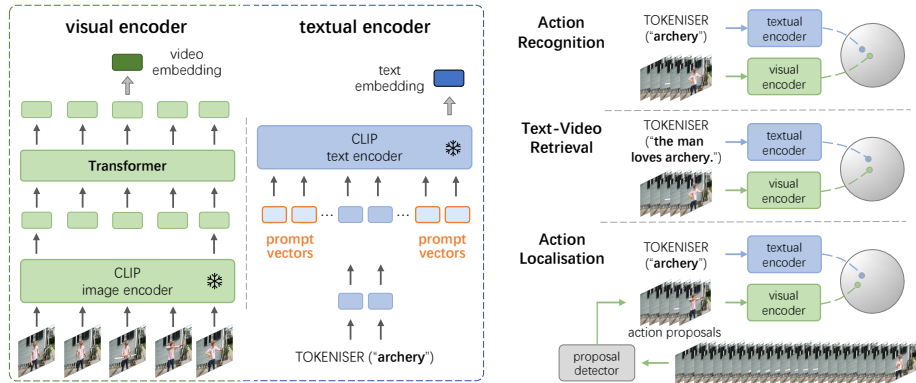 visual encoder
video
embedding
Transformer
CLIP
image encoder
textual encoder
text
embedding
CLIP
text encoder
... ...
prompt
vectors
prompt
vectors
TOKENISER (“archery”)
Action
Recognition
TOKENISER
(“archery”)
textual
encoder
visual
encoder
Text-Video
Retrieval
TOKENISER
(“the man
loves archery.”)
textual
encoder
visual
encoder
Action
Localisation
TOKENISER
(“archery”)
textual
encoder
visual
encoder
action proposals
proposal
detector